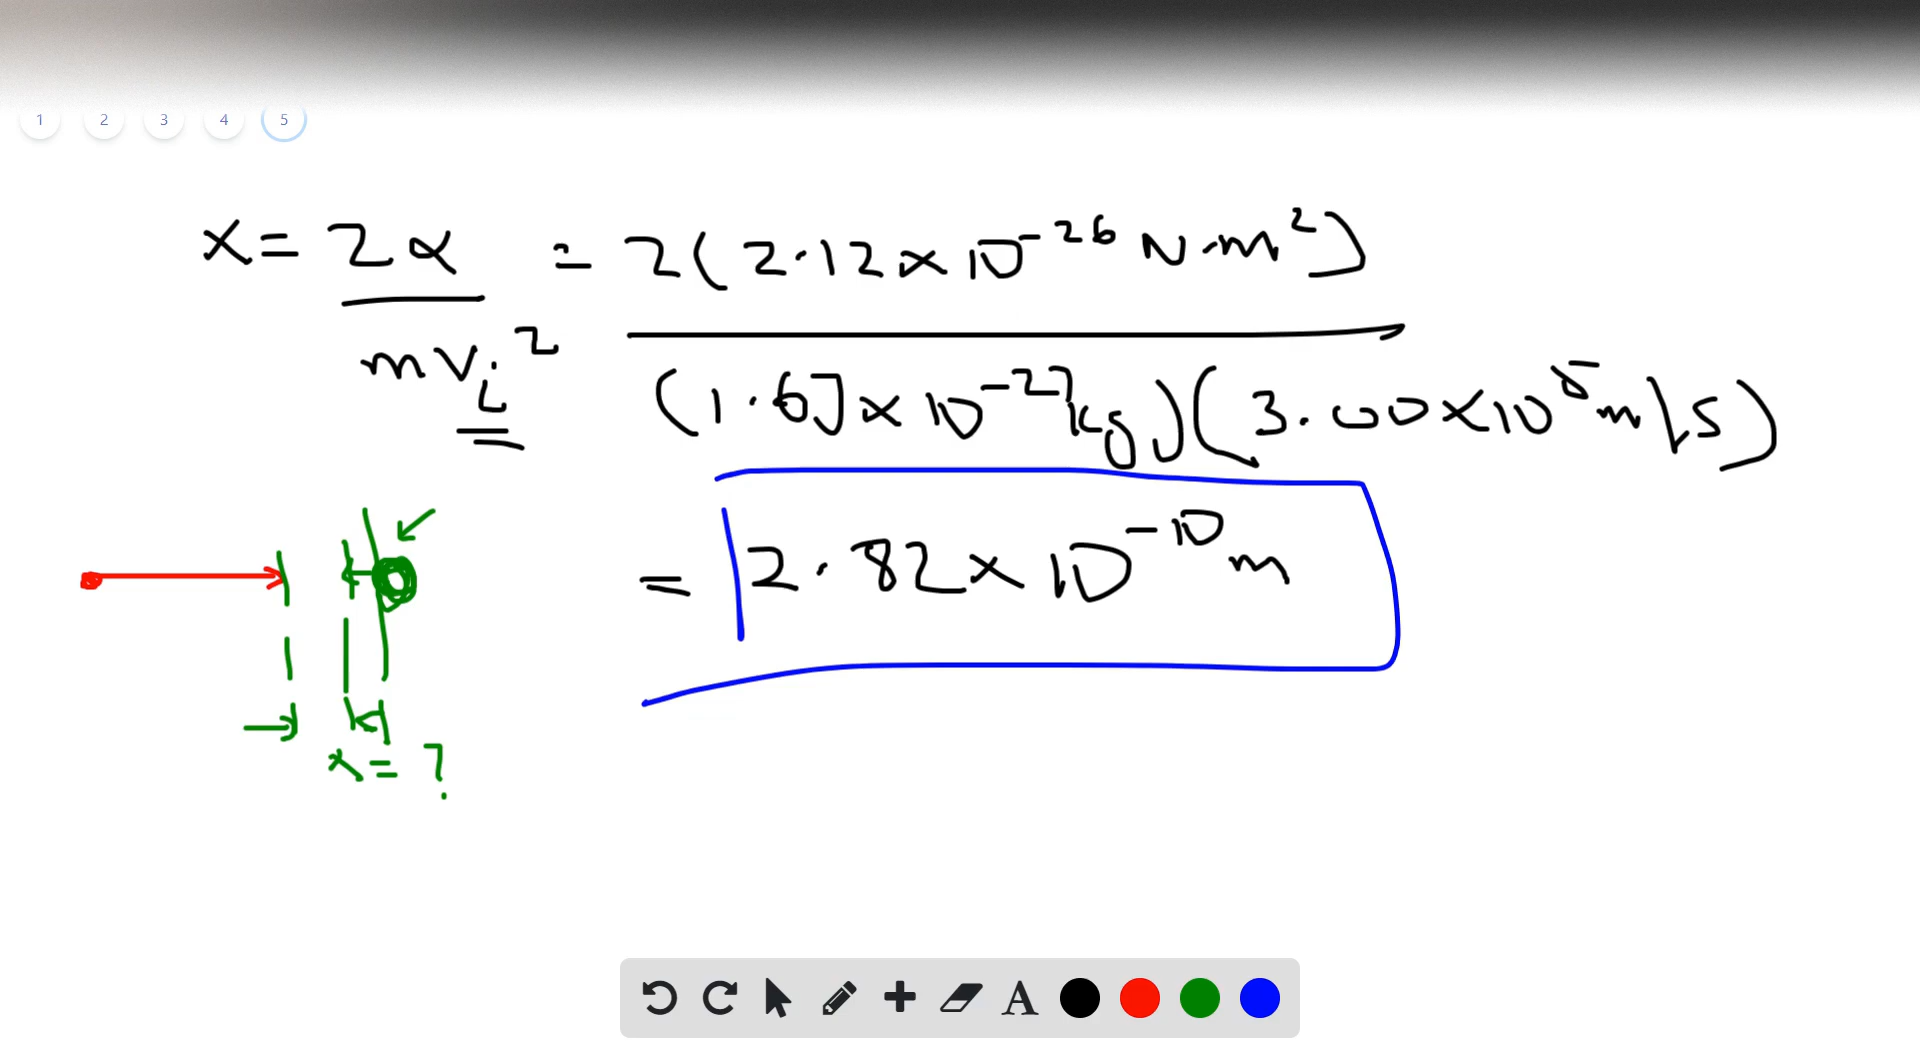 1 2 3 4 5
x = 2α / mvᵢ² = 2(2.12 × 10⁻²⁶ N·m²) / (1.67 × 10⁻²⁷ kg)(3.00 × 10⁵ m/s)
= 2.82 × 10⁻¹⁰ m
x = ?
A